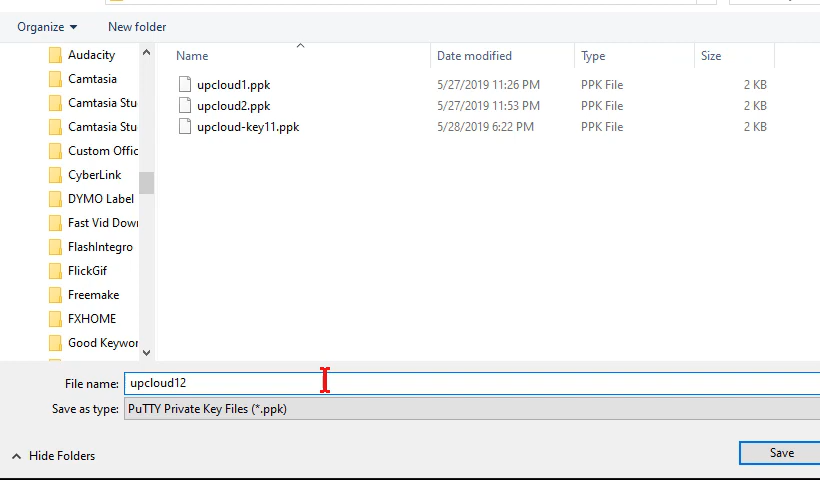 Organize
New folder
Audacity
Camtasia
Camtasia Stu
Camtasia Stu
Custom Offic
CyberLink
DYMO Label
Fast Vid Down
FlashIntegro
FlickGif
Freemake
FXHOME
Good Keywor
Name Date modified Type Size
upcloud1.ppk 5/27/2019 11:26 PM PPK File 2 KB
upcloud2.ppk 5/27/2019 11:53 PM PPK File 2 KB
upcloud-key11.ppk 5/28/2019 6:22 PM PPK File 2 KB
File name: upcloud12
Save as type: PuTTY Private Key Files (*.ppk)
Hide Folders
Save